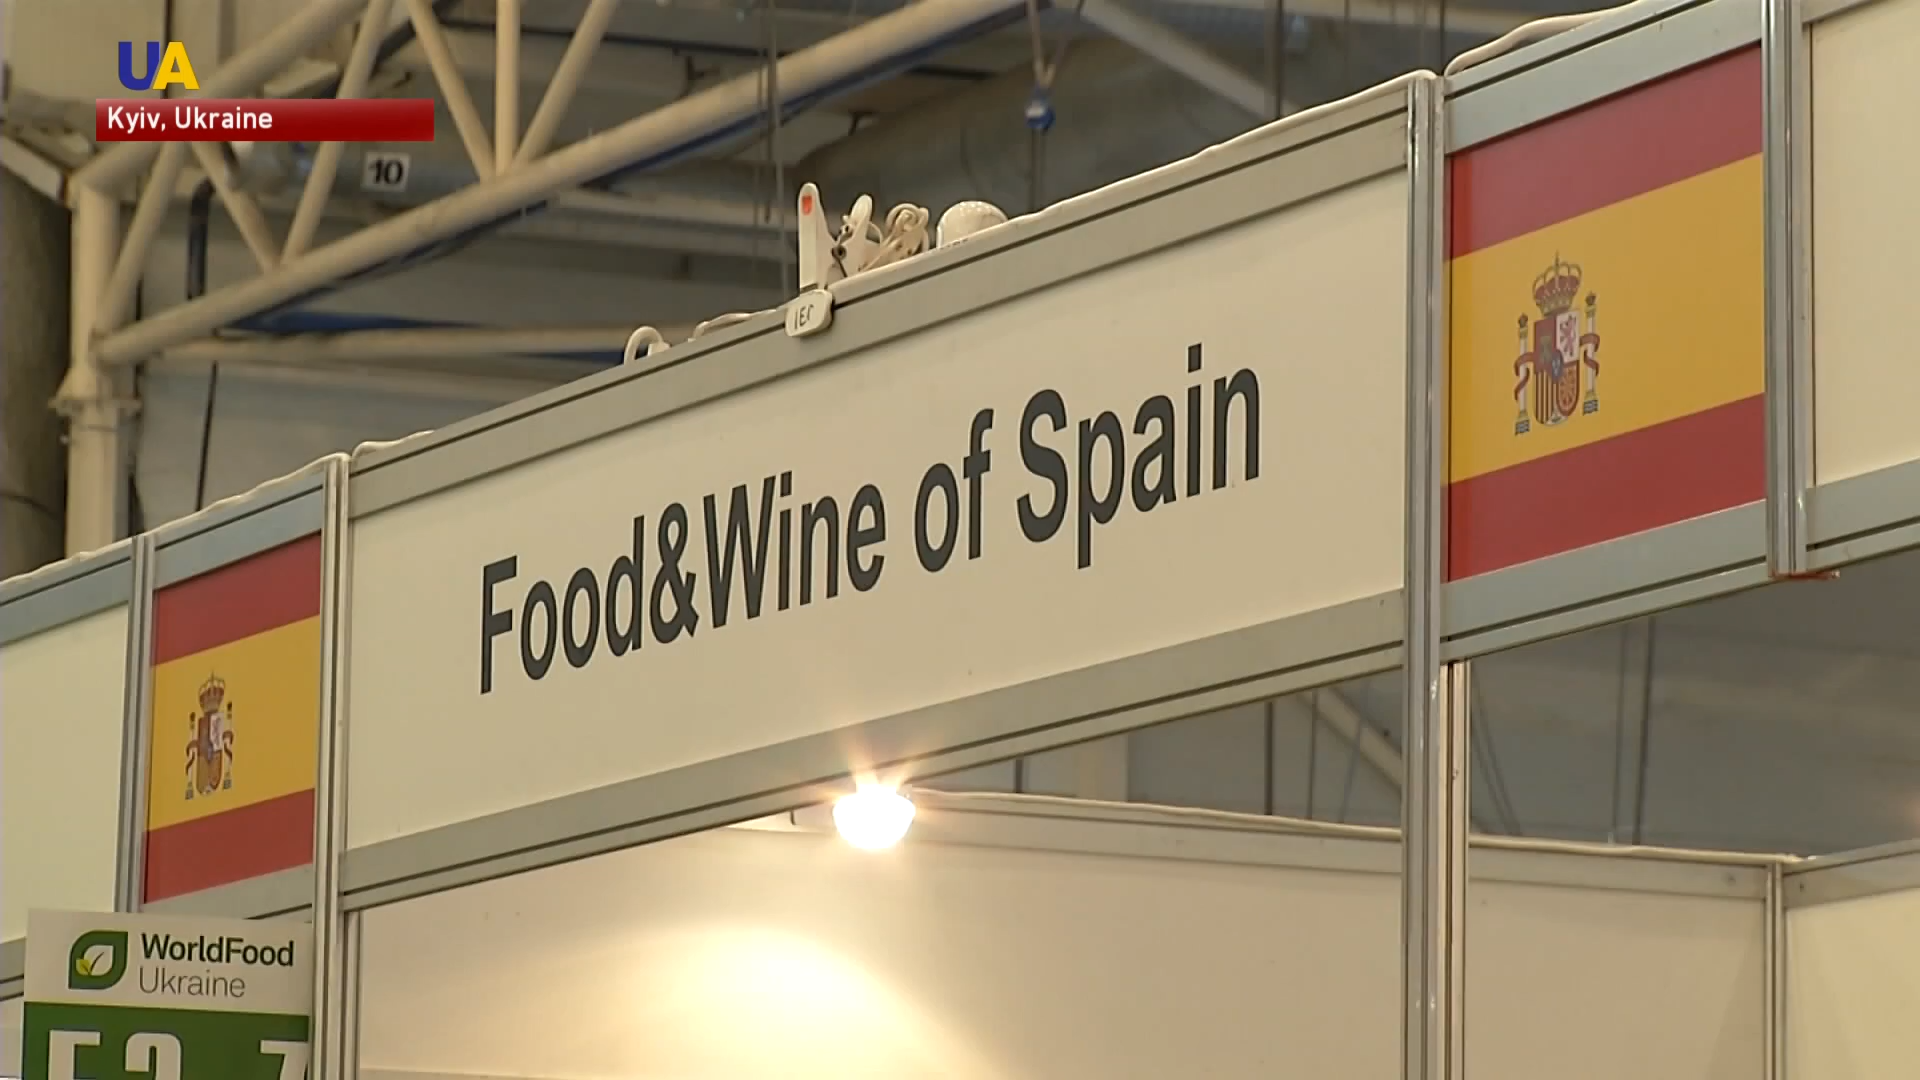 UA
Kyiv, Ukraine
10
Food&Wine of Spain
WorldFood
Ukraine